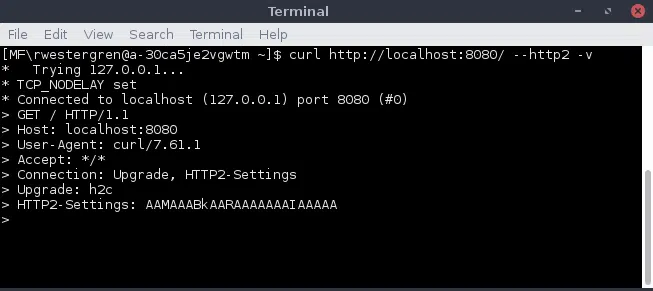 Terminal
File Edit View Search Terminal Help
[MF\rwestergren@a-30ca5je2vgwtm ~]$ curl http://localhost:8080/ --http2 -v
*   Trying 127.0.0.1...
* TCP_NODELAY set
* Connected to localhost (127.0.0.1) port 8080 (#0)
> GET / HTTP/1.1
> Host: localhost:8080
> User-Agent: curl/7.61.1
> Accept: */*
> Connection: Upgrade, HTTP2-Settings
> Upgrade: h2c
> HTTP2-Settings: AAMAAABkAARAAAAAAAIAAAAA
>